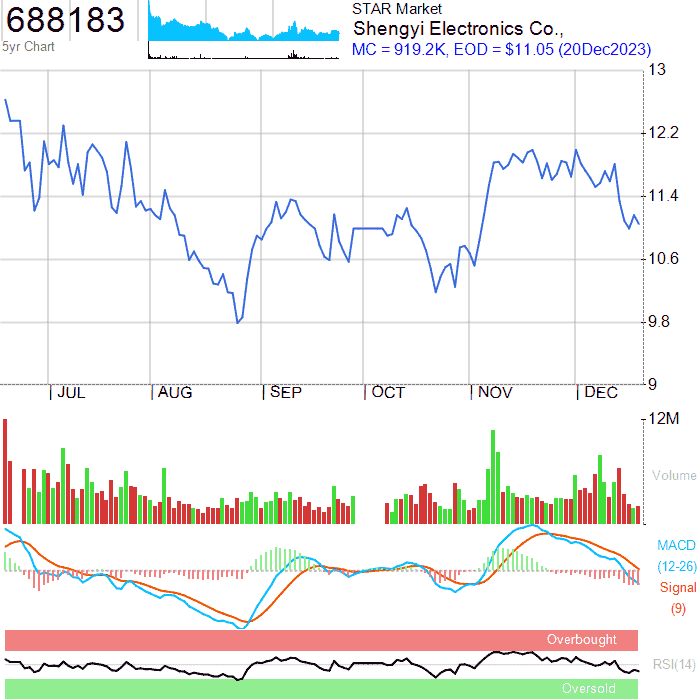 688183
5yr Chart
STAR Market
Shengyi Electronics Co.,
MC = 919.2K, EOD = $11.05 (20Dec2023)
13
12.2
11.4
10.6
9.8
9
JUL
AUG
SEP
OCT
NOV
DEC
12M
Volume
MACD
(12-26)
Signal
(9)
Overbought
RSI(14)
Oversold